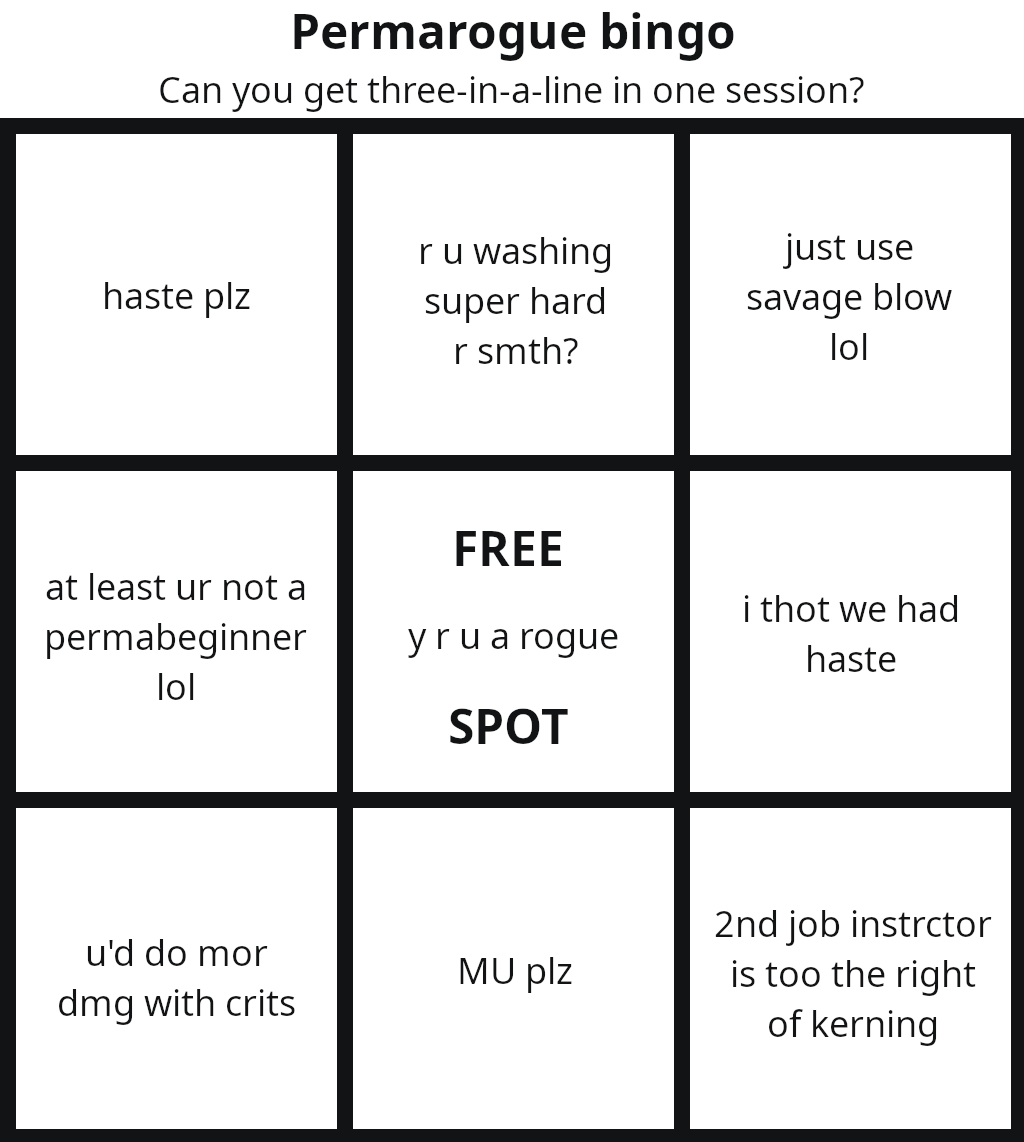 Permarogue bingo
Can you get three-in-a-line in one session?
haste plz
r u washing
super hard
r smth?
just use
savage blow
lol
at least ur not a
permabeginner
lol
FREE
y r u a rogue
SPOT
i thot we had
haste
u'd do mor
dmg with crits
MU plz
2nd job instrctor
is too the right
of kerning